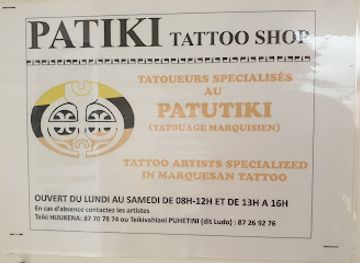 PATIKI TATTOO SHOP
TATOUEURS SPECIALISÉS
AU
PATUTIKI
(TATOUAGE MARQUISIEN)
TATTOO ARTISTS SPECIALIZED
IN MARQUESAN TATTOO
OUVERT DU LUNDI AU SAMEDI DE 08H-12H ET DE 13H A 16H
En cas d'absence contactez les artistes
Teiki HUUKENA: 87 70 78 74 ou Teikivahiani PUHETINI (dit Ludo) : 87 26 92 76